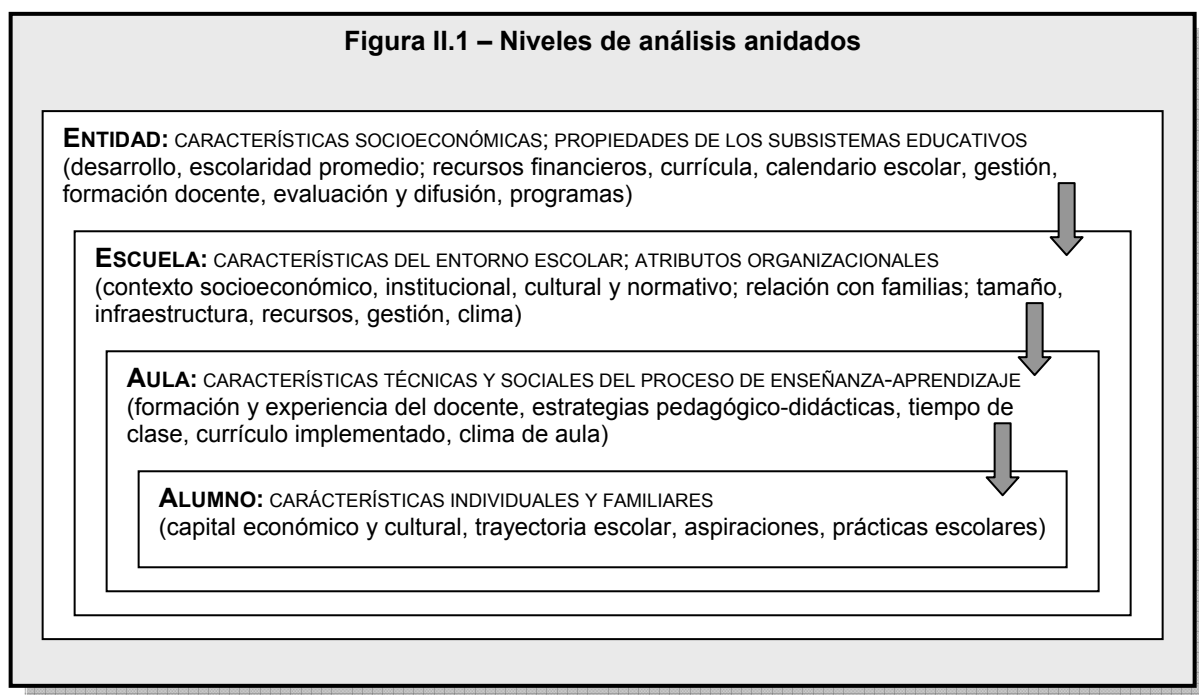 Figura II.1 – Niveles de análisis anidados
ENTIDAD: CARACTERÍSTICAS SOCIOECONÓMICAS; PROPIEDADES DE LOS SUBSISTEMAS EDUCATIVOS
(desarrollo, escolaridad promedio; recursos financieros, currícula, calendario escolar, gestión,
formación docente, evaluación y difusión, programas)
ESCUELA: CARACTERÍSTICAS DEL ENTORNO ESCOLAR; ATRIBUTOS ORGANIZACIONALES
(contexto socioeconómico, institucional, cultural y normativo; relación con familias; tamaño,
infraestructura, recursos, gestión, clima)
AULA: CARACTERÍSTICAS TÉCNICAS Y SOCIALES DEL PROCESO DE ENSEÑANZA-APRENDIZAJE
(formación y experiencia del docente, estrategias pedagógico-didácticas, tiempo de
clase, currículo implementado, clima de aula)
ALUMNO: CARÁCTERÍSTICAS INDIVIDUALES Y FAMILIARES
(capital económico y cultural, trayectoria escolar, aspiraciones, prácticas escolares)